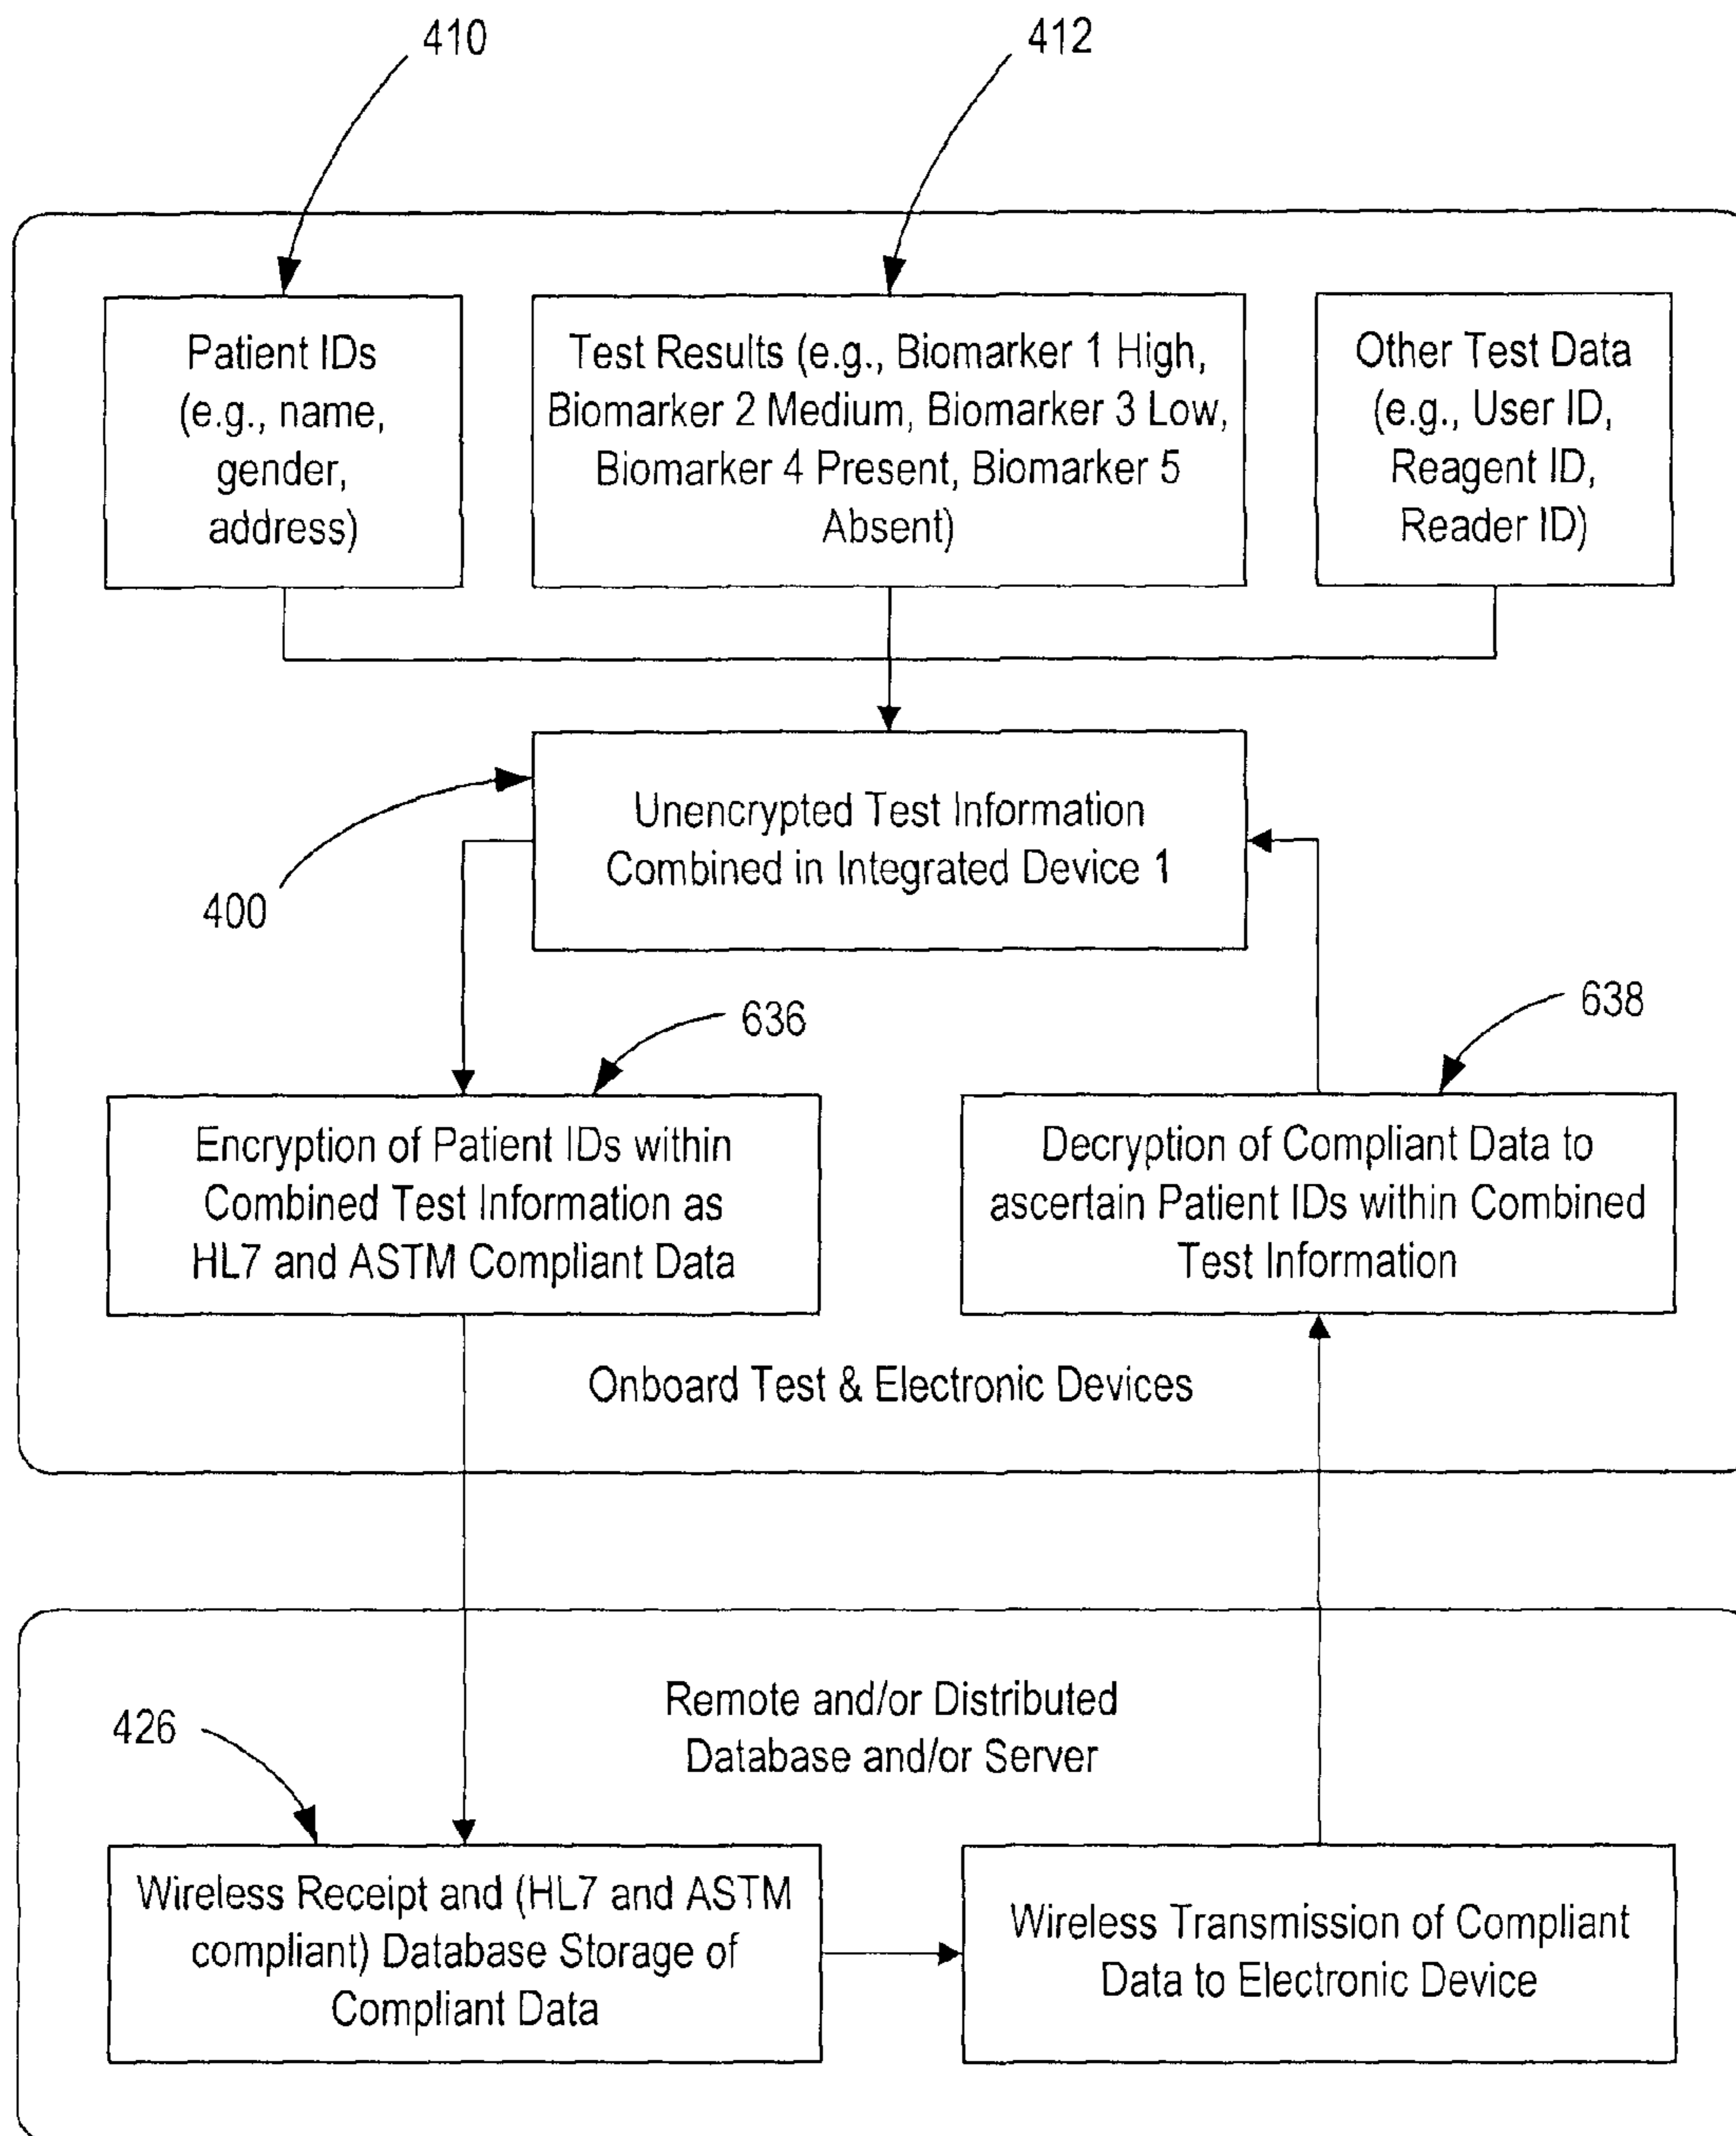 410
412
Patient IDs
(e.g., name,
gender,
address)
Test Results (e.g., Biomarker 1 High,
Biomarker 2 Medium, Biomarker 3 Low,
Biomarker 4 Present, Biomarker 5
Absent)
Other Test Data
(e.g., User ID,
Reagent ID,
Reader ID)
Unencrypted Test Information
Combined in Integrated Device 1
400
636
638
Encryption of Patient IDs within
Combined Test Information as
HL7 and ASTM Compliant Data
Decryption of Compliant Data to
ascertain Patient IDs within Combined
Test Information
Onboard Test & Electronic Devices
Remote and/or Distributed
Database and/or Server
426
Wireless Receipt and (HL7 and ASTM
compliant) Database Storage of
Compliant Data
Wireless Transmission of Compliant
Data to Electronic Device